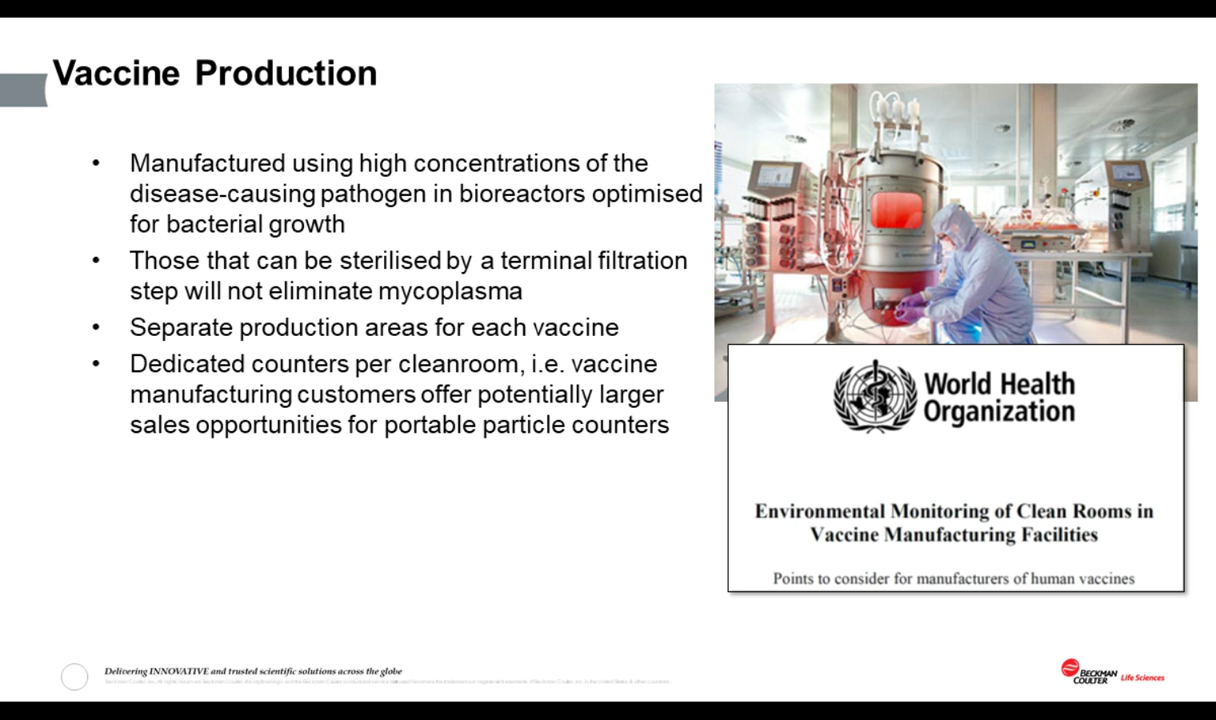 Vaccine Production
• Manufactured using high concentrations of the
disease-causing pathogen in bioreactors optimised
for bacterial growth
• Those that can be sterilised by a terminal filtration
step will not eliminate mycoplasma
• Separate production areas for each vaccine
• Dedicated counters per cleanroom, i.e. vaccine
manufacturing customers offer potentially larger
sales opportunities for portable particle counters
World Health
Organization
Environmental Monitoring of Clean Rooms in
Vaccine Manufacturing Facilities
Points to consider for manufacturers of human vaccines
Delivering INNOVATIVE and trusted scientific solutions across the globe
BECKMAN
COULTER Life Sciences